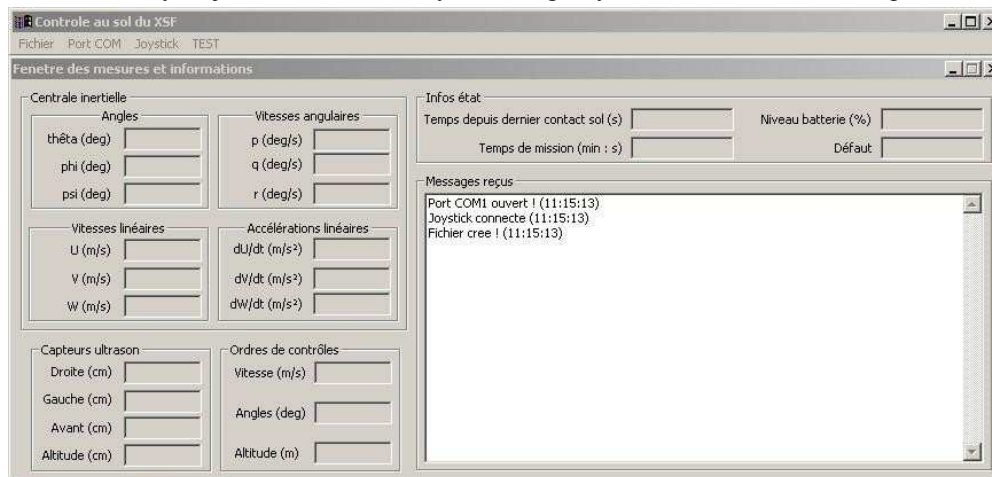 Controle au sol du XSF
Fichier Port COM Joystick TEST
Fenetre des mesures et informations
Centrale inertielle
Angles
thêta (deg)
phi (deg)
psi (deg)
Vitesses angulaires
p (deg/s)
q (deg/s)
r (deg/s)
Vitesses linéaires
U (m/s)
V (m/s)
W (m/s)
Accélérations linéaires
dU/dt (m/s²)
dV/dt (m/s²)
dW/dt (m/s²)
Capteurs ultrason
Droite (cm)
Gauche (cm)
Avant (cm)
Altitude (cm)
Ordres de contrôles
Vitesse (m/s)
Angles (deg)
Altitude (m)
Infos état
Temps depuis dernier contact sol (s)
Niveau batterie (%)
Temps de mission (min : s)
Défaut
Messages reçus
Port COM1 ouvert ! (11:15:13)
Joystick connecte (11:15:13)
Fichier cree ! (11:15:13)